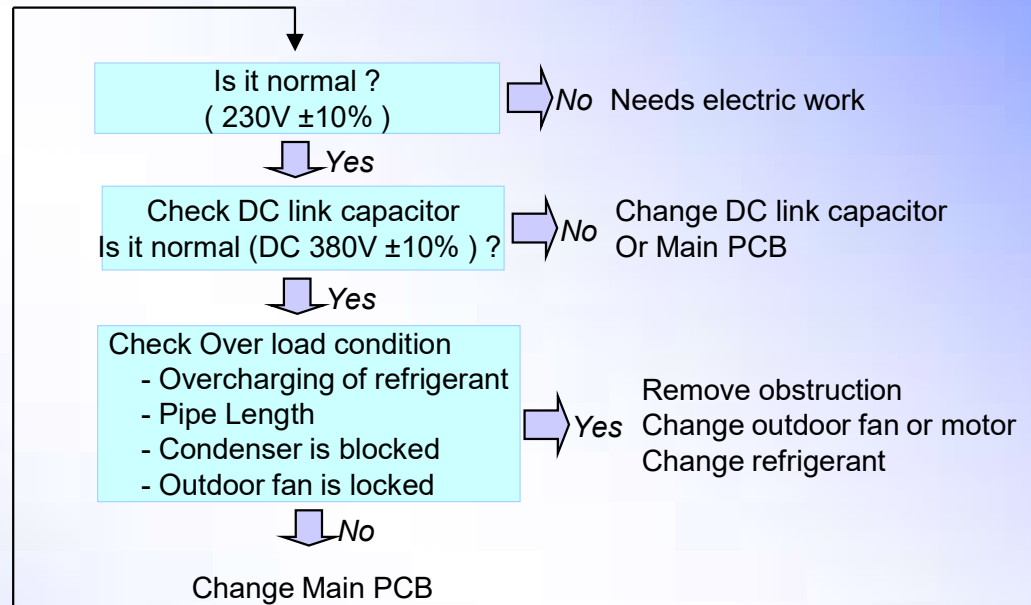 Is it normal ?
( 230V ±10% )
No
Needs electric work
Yes
Check DC link capacitor
Is it normal (DC 380V ±10% ) ?
No
Change DC link capacitor
Or Main PCB
Yes
Check Over load condition
- Overcharging of refrigerant
- Pipe Length
- Condenser is blocked
- Outdoor fan is locked
Yes
Remove obstruction
Change outdoor fan or motor
Change refrigerant
No
Change Main PCB